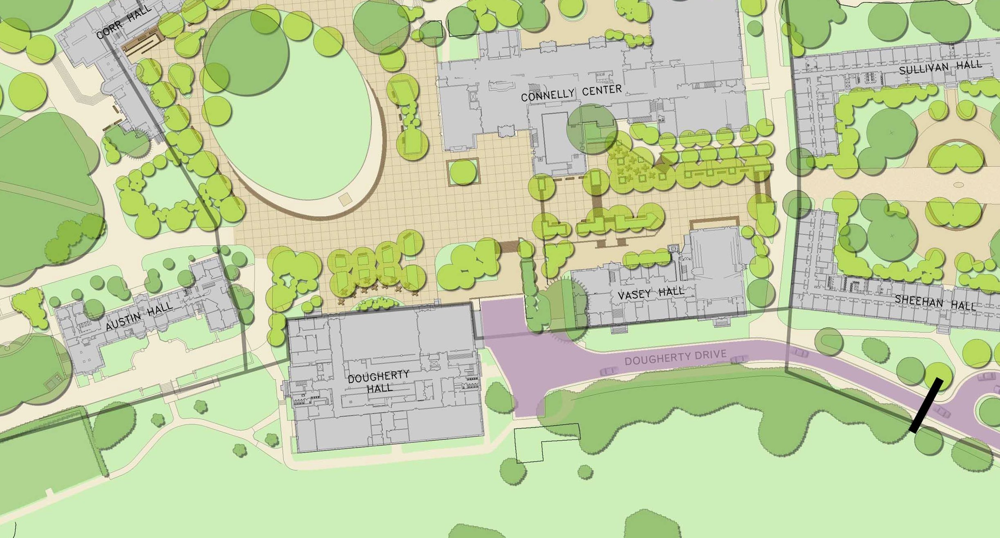 CORR HALL
SULLIVAN HALL
CONNELLY CENTER
VASEY HALL
SHEEHAN HALL
AUSTIN HALL
DOUGHERTY DRIVE
DOUGHERTY
HALL